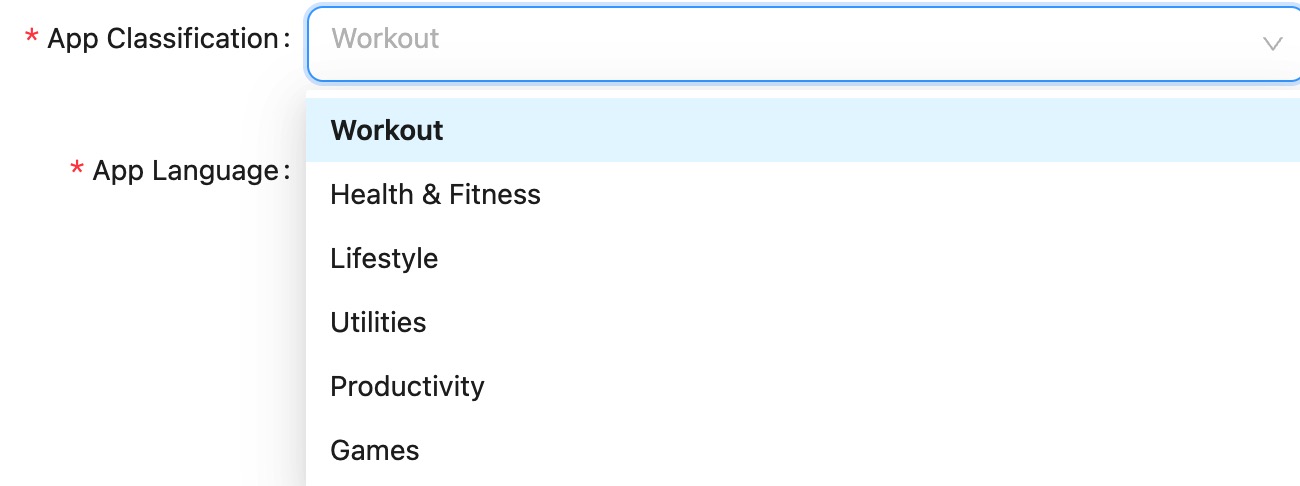 * App Classification:
Workout
Workout
* App Language:
Health & Fitness
Lifestyle
Utilities
Productivity
Games